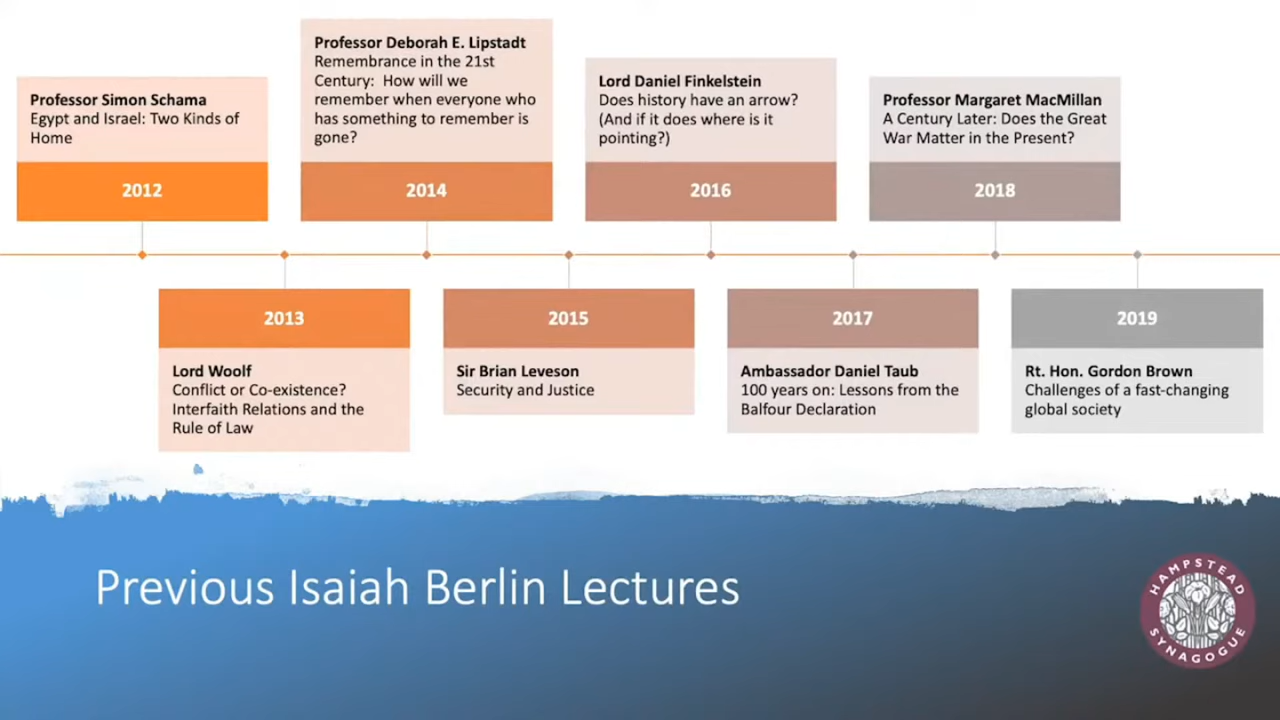 Professor Simon Schama
Egypt and Israel: Two Kinds of
Home
2012
Professor Deborah E. Lipstadt
Remembrance in the 21st
Century:  How will we
remember when everyone who
has something to remember is
gone?
2014
Lord Daniel Finkelstein
Does history have an arrow?
(And if it does where is it
pointing?)
2016
Professor Margaret MacMillan
A Century Later: Does the Great
War Matter in the Present?
2018
2013
Lord Woolf
Conflict or Co-existence?
Interfaith Relations and the
Rule of Law
2015
Sir Brian Leveson
Security and Justice
2017
Ambassador Daniel Taub
100 years on: Lessons from the
Balfour Declaration
2019
Rt. Hon. Gordon Brown
Challenges of a fast-changing
global society
Previous Isaiah Berlin Lectures
HAMPSTEAD
SYNAGOGUE